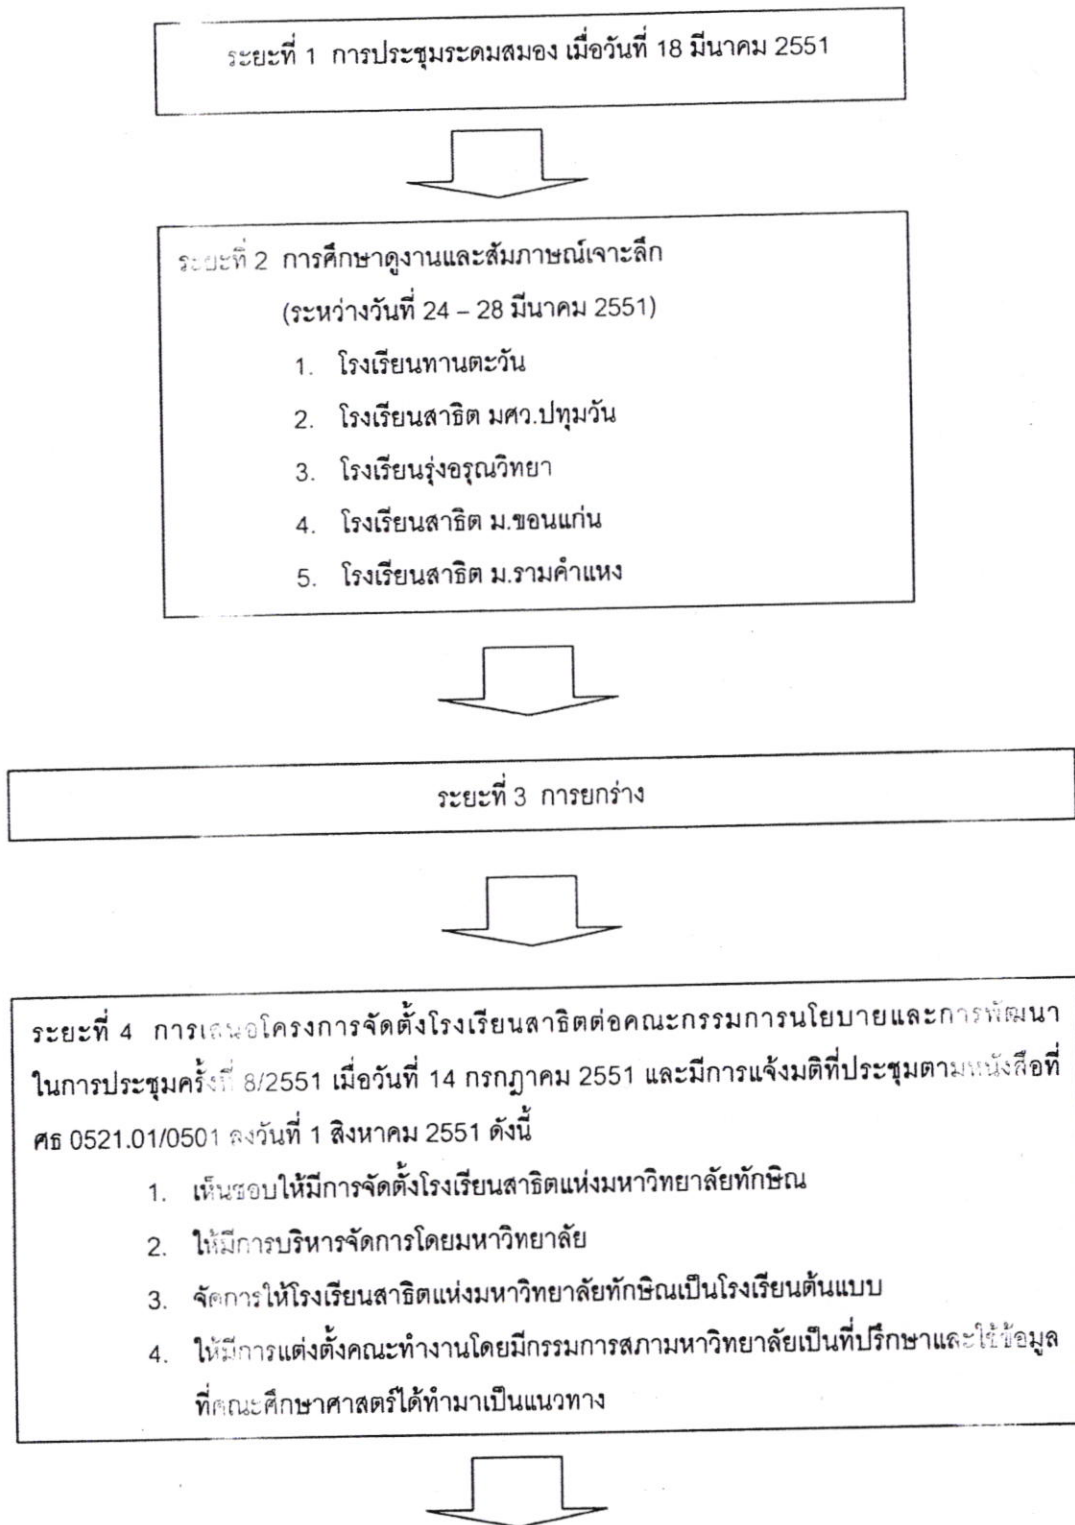 ระยะที่ 1 การประชุมระดมสมอง เมื่อวันที่ 18 มีนาคม 2551
ระยะที่ 2 การศึกษาดูงานและสัมภาษณ์เจาะลึก
(ระหว่างวันที่ 24 – 28 มีนาคม 2551)
1. โรงเรียนทานตะวัน
2. โรงเรียนสาธิต มศว.ปทุมวัน
3. โรงเรียนรุ่งอรุณวิทยา
4. โรงเรียนสาธิต ม.ขอนแก่น
5. โรงเรียนสาธิต ม.รามคำแหง
ระยะที่ 3 การยกร่าง
ระยะที่ 4 การเสนอโครงการจัดตั้งโรงเรียนสาธิตต่อคณะกรรมการนโยบายและการพัฒนา
ในการประชุมครั้งที่ 8/2551 เมื่อวันที่ 14 กรกฎาคม 2551 และมีการแจ้งมติที่ประชุมตามหนังสือที่
ศธ 0521.01/0501 ลงวันที่ 1 สิงหาคม 2551 ดังนี้
1. เห็นชอบให้มีการจัดตั้งโรงเรียนสาธิตแห่งมหาวิทยาลัยทักษิณ
2. ให้มีการบริหารจัดการโดยมหาวิทยาลัย
3. จัดการให้โรงเรียนสาธิตแห่งมหาวิทยาลัยทักษิณเป็นโรงเรียนต้นแบบ
4. ให้มีการแต่งตั้งคณะทำงานโดยมีกรรมการสภามหาวิทยาลัยเป็นที่ปรึกษาและใช้ข้อมูล
ที่คณะศึกษาศาสตร์ได้ทำมาเป็นแนวทาง